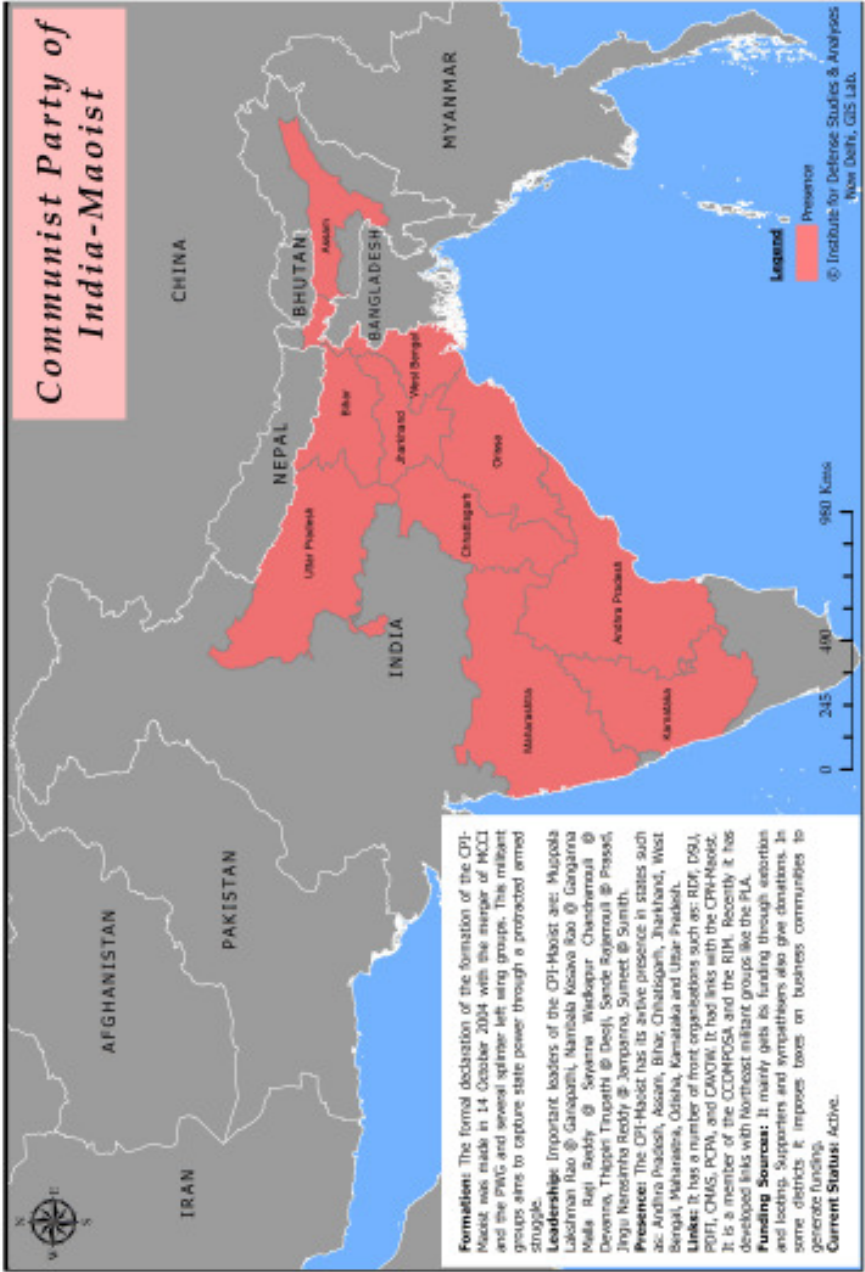 Communist Party of
India-Maoist
N
W
E
S
CHINA
AFGHANISTAN
PAKISTAN
IRAN
NEPAL
BHUTAN
BANGLADESH
MYANMAR
INDIA
Assam
Uttar Pradesh
Bihar
Jharkhand
West Bengal
Chhattisgarh
Orissa
Maharashtra
Andhra Pradesh
Karnataka
Formation: The formal declaration of the formation of the CPI-
Maoist was made in 14 October 2004 with the merger of MCCI
and the PWG and several splinter left wing groups. This militant
groups aims to capture state power through a protracted armed
struggle.
Leadership: Important leaders of the CPI-Maoist are: Muppala
Lakshman Rao @ Ganapathi, Nambala Kesava Rao @ Ganganna
Malla Raji Reddy @ Sayanna Wadkapur Chandramouli @
Devanna, Thippiri Tirupathi @ Deoji, Sande Rajamouli @ Prasad,
Jingu Narasimha Reddy @ Jampanna, Sumeet @ Sumith.
Presence: The CPI-Maoist has its avtive presence in states such
as: Andhra Pradesh, Assam, Bihar, Chhatisgarh, Jharkhand, West
Bengal, Maharastra, Odisha, Karnataka and Uttar Pradesh.
Links: It has a number of front organisations such as: RDF, DSU,
PDFI, CMAS, PCPA, and CAVOW. It had links with the CPN-Maoist.
It is a member of the CCOMPOSA and the RIM. Recently it has
developed links with Northeast militant groups like the PLA.
Funding Sources: It mainly gets its funding through extortion
and looting. Supporters and sympathisers also give donations. In
some districts it imposes taxes on business communities to
generate funding.
Current Status: Active.
0 245 490 980 Kms
Legend
Presence
© Institute for Defense Studies & Analyses
New Delhi, GIS Lab.